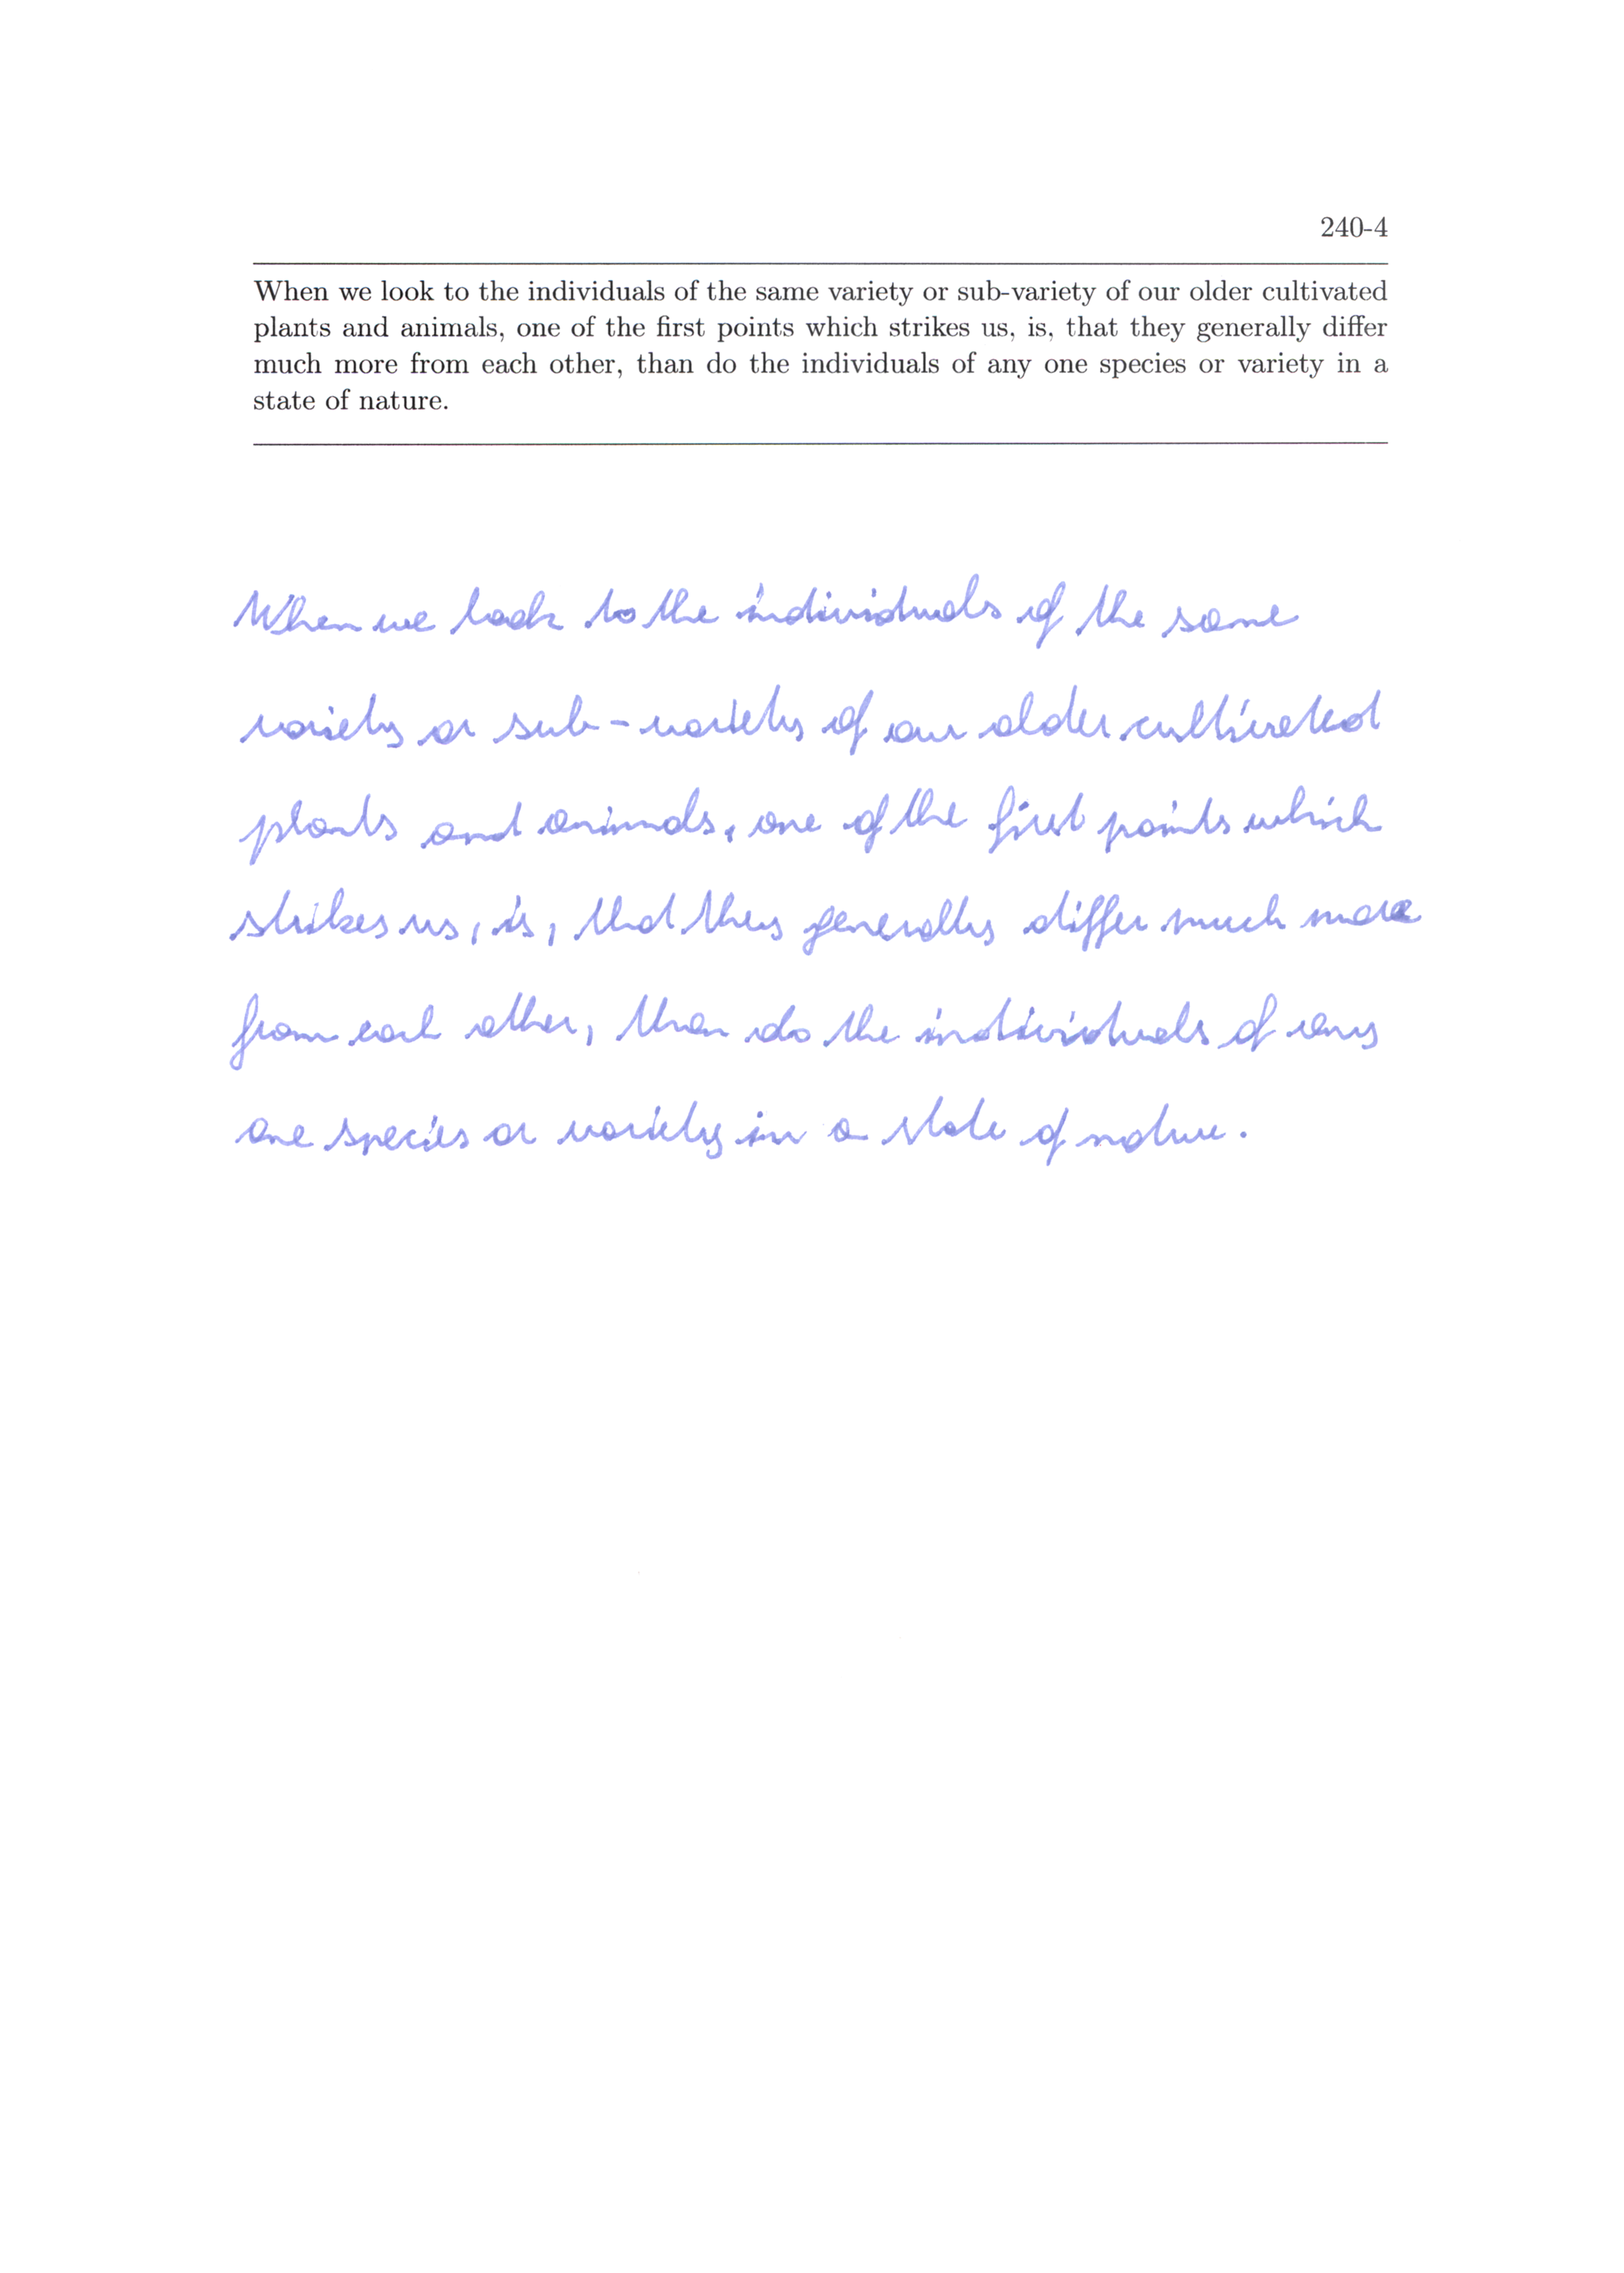 240-4
When we look to the individuals of the same variety or sub-variety of our older cultivated
plants and animals, one of the first points which strikes us, is, that they generally differ
much more from each other, than do the individuals of any one species or variety in a
state of nature.
When we look to the individuals of the same
variety or sub-variety of our older cultivated
plants and animals, one of the first points which
strikes us, is, that they generally differ much more
from each other, than do the individuals of any
one species or variety in a state of nature.